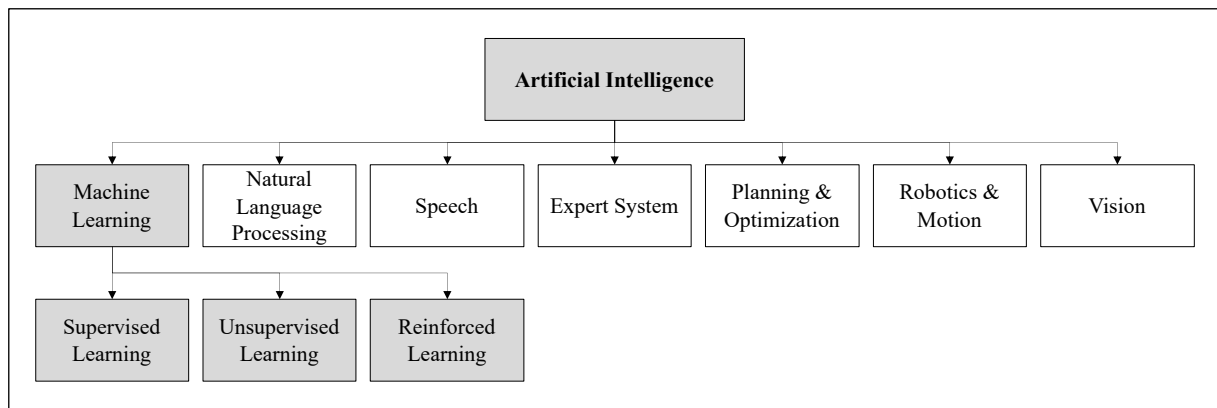 Artificial Intelligence
Machine
Learning
Natural
Language
Processing
Speech
Expert System
Planning &
Optimization
Robotics &
Motion
Vision
Supervised
Learning
Unsupervised
Learning
Reinforced
Learning